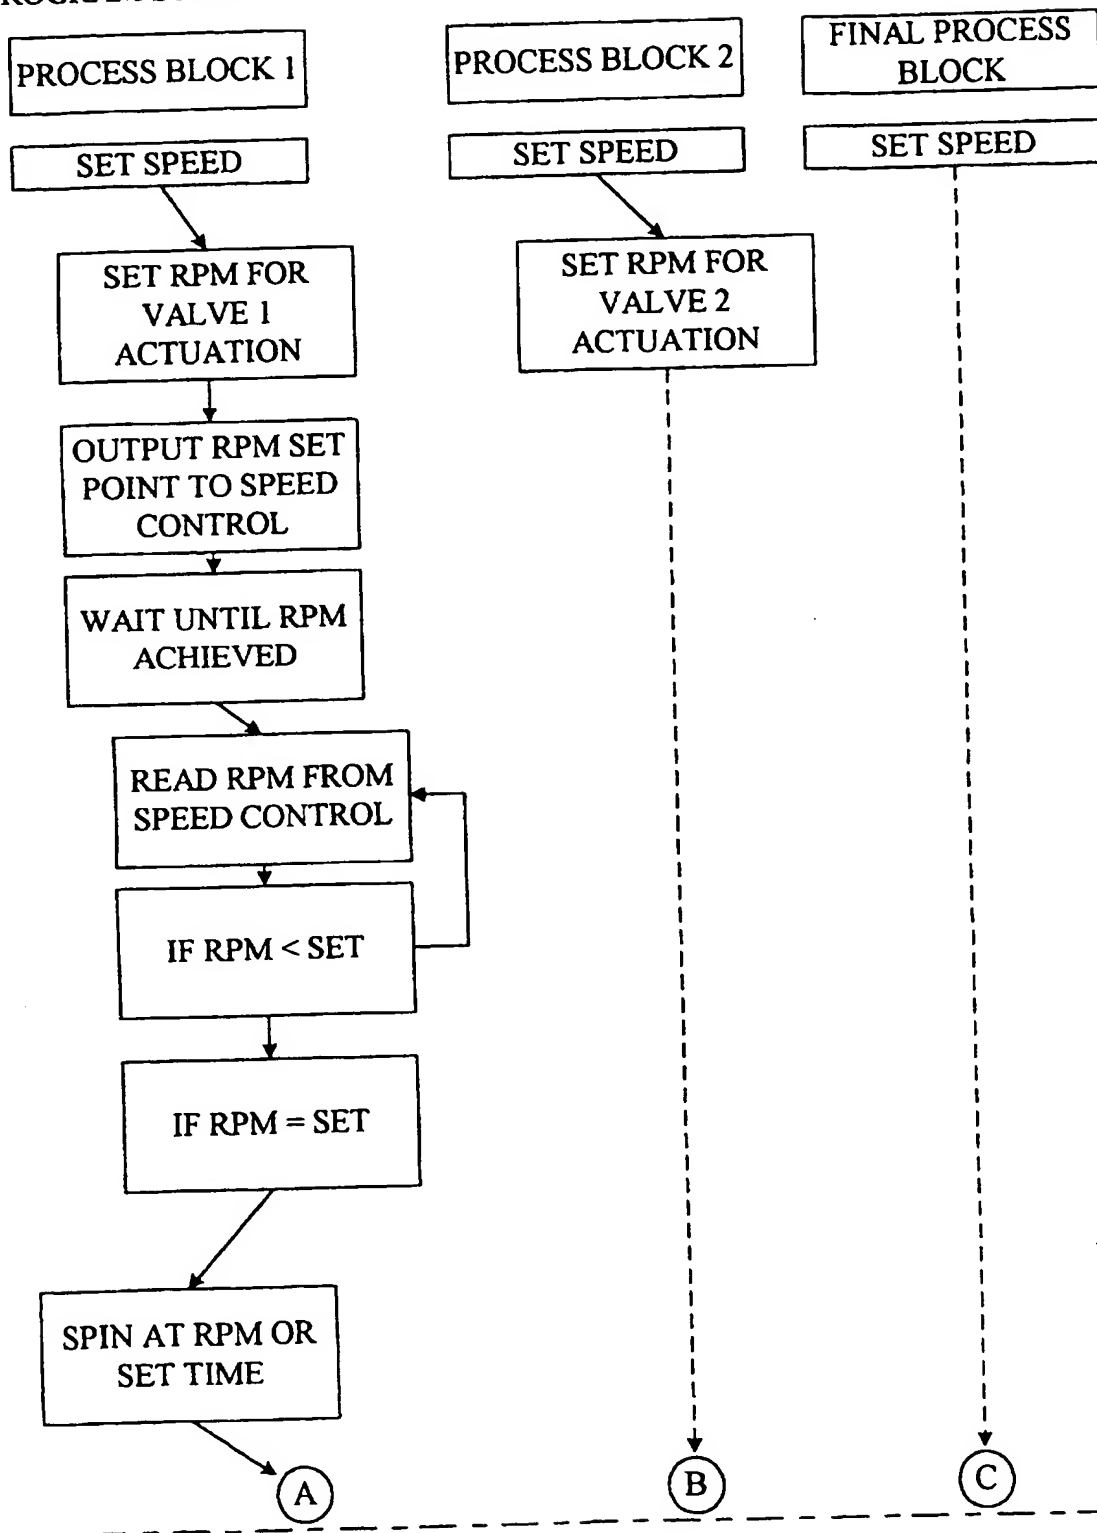 PROCESS BLOCK 1
SET SPEED
SET RPM FOR
VALVE 1
ACTUATION
OUTPUT RPM SET
POINT TO SPEED
CONTROL
WAIT UNTIL RPM
ACHIEVED
READ RPM FROM
SPEED CONTROL
IF RPM < SET
IF RPM = SET
SPIN AT RPM OR
SET TIME
A
PROCESS BLOCK 2
SET SPEED
SET RPM FOR
VALVE 2
ACTUATION
B
FINAL PROCESS
BLOCK
SET SPEED
C